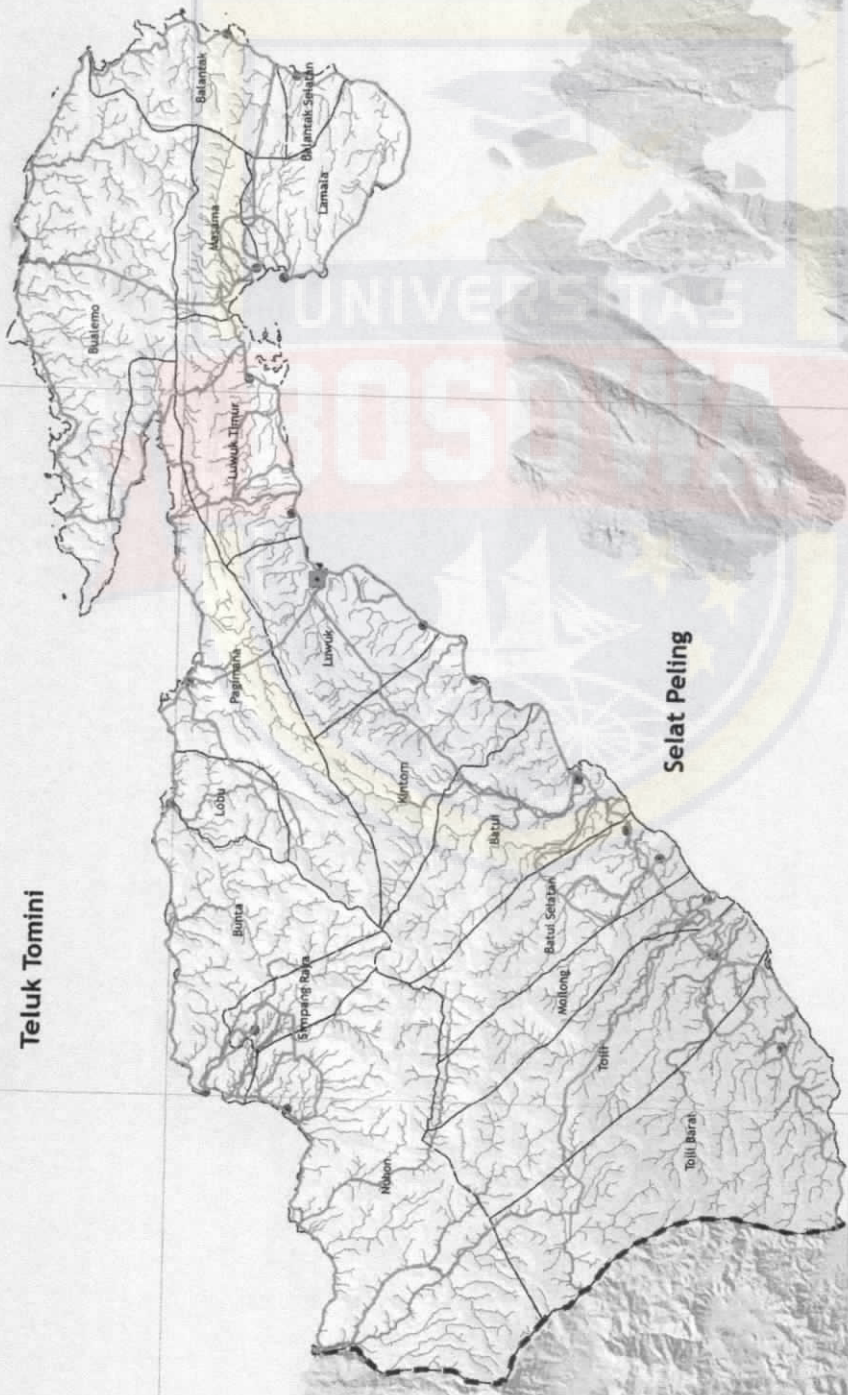 Teluk Tomini
Balantak
Balantak Selatan
Lamala
Masama
Bualemo
Luwuk Timur
Pagimana
Luwuk
Lobu
Kintom
Batui
Bunta
Simpang Raya
Batui Selatan
Moilong
Toili
Nuhon
Toili Barat
Selat Peling
UNIVERSITAS
BOSOWA